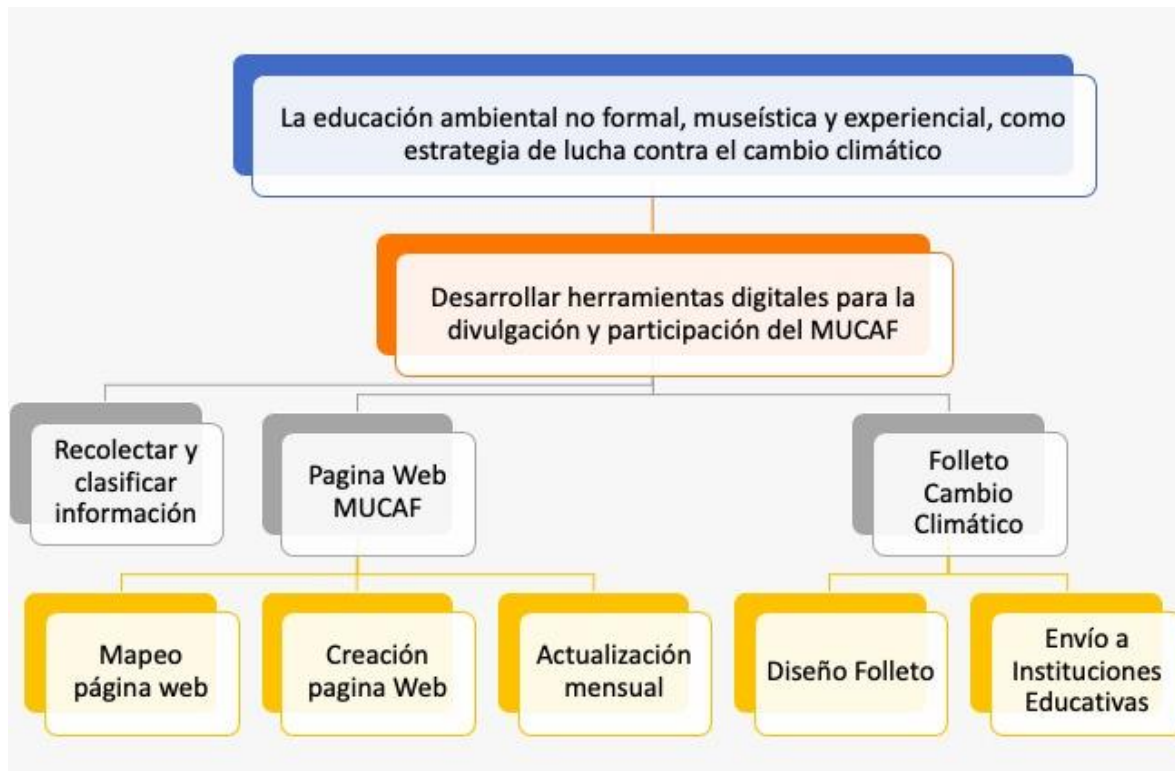 La educación ambiental no formal, museística y experiencial, como
estrategia de lucha contra el cambio climático
Desarrollar herramientas digitales para la
divulgación y participación del MUCAF
Recolectar y
clasificar
información
Pagina Web
MUCAF
Folleto
Cambio
Climático
Mapeo
página web
Creación
pagina Web
Actualización
mensual
Diseño Folleto
Envío a
Instituciones
Educativas